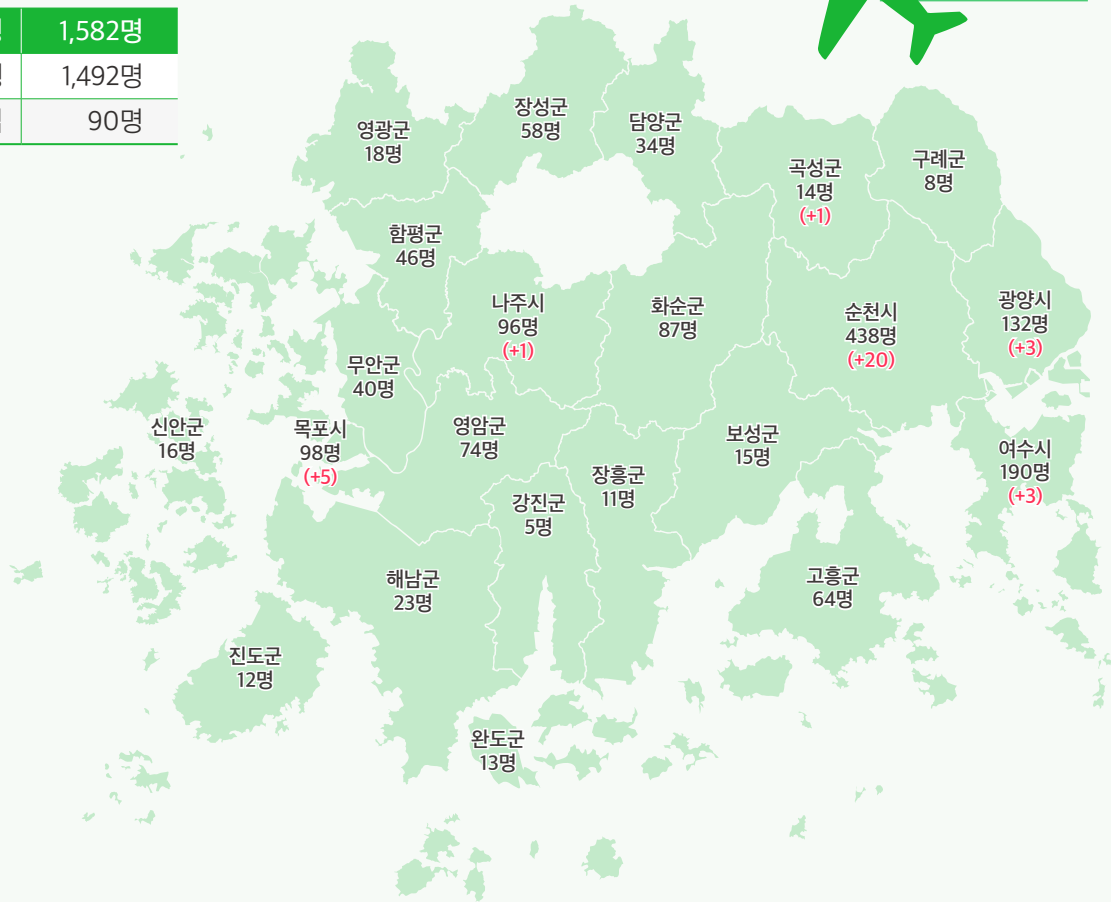 1,582명
1,492명
90명
장성군
58명
담양군
34명
영광군
18명
곡성군
14명
(+1)
구례군
8명
함평군
46명
나주시
96명
(+1)
화순군
87명
순천시
438명
(+20)
광양시
132명
(+3)
무안군
40명
신안군
16명
목포시
98명
(+5)
영암군
74명
보성군
15명
여수시
190명
(+3)
장흥군
11명
강진군
5명
해남군
23명
고흥군
64명
진도군
12명
완도군
13명